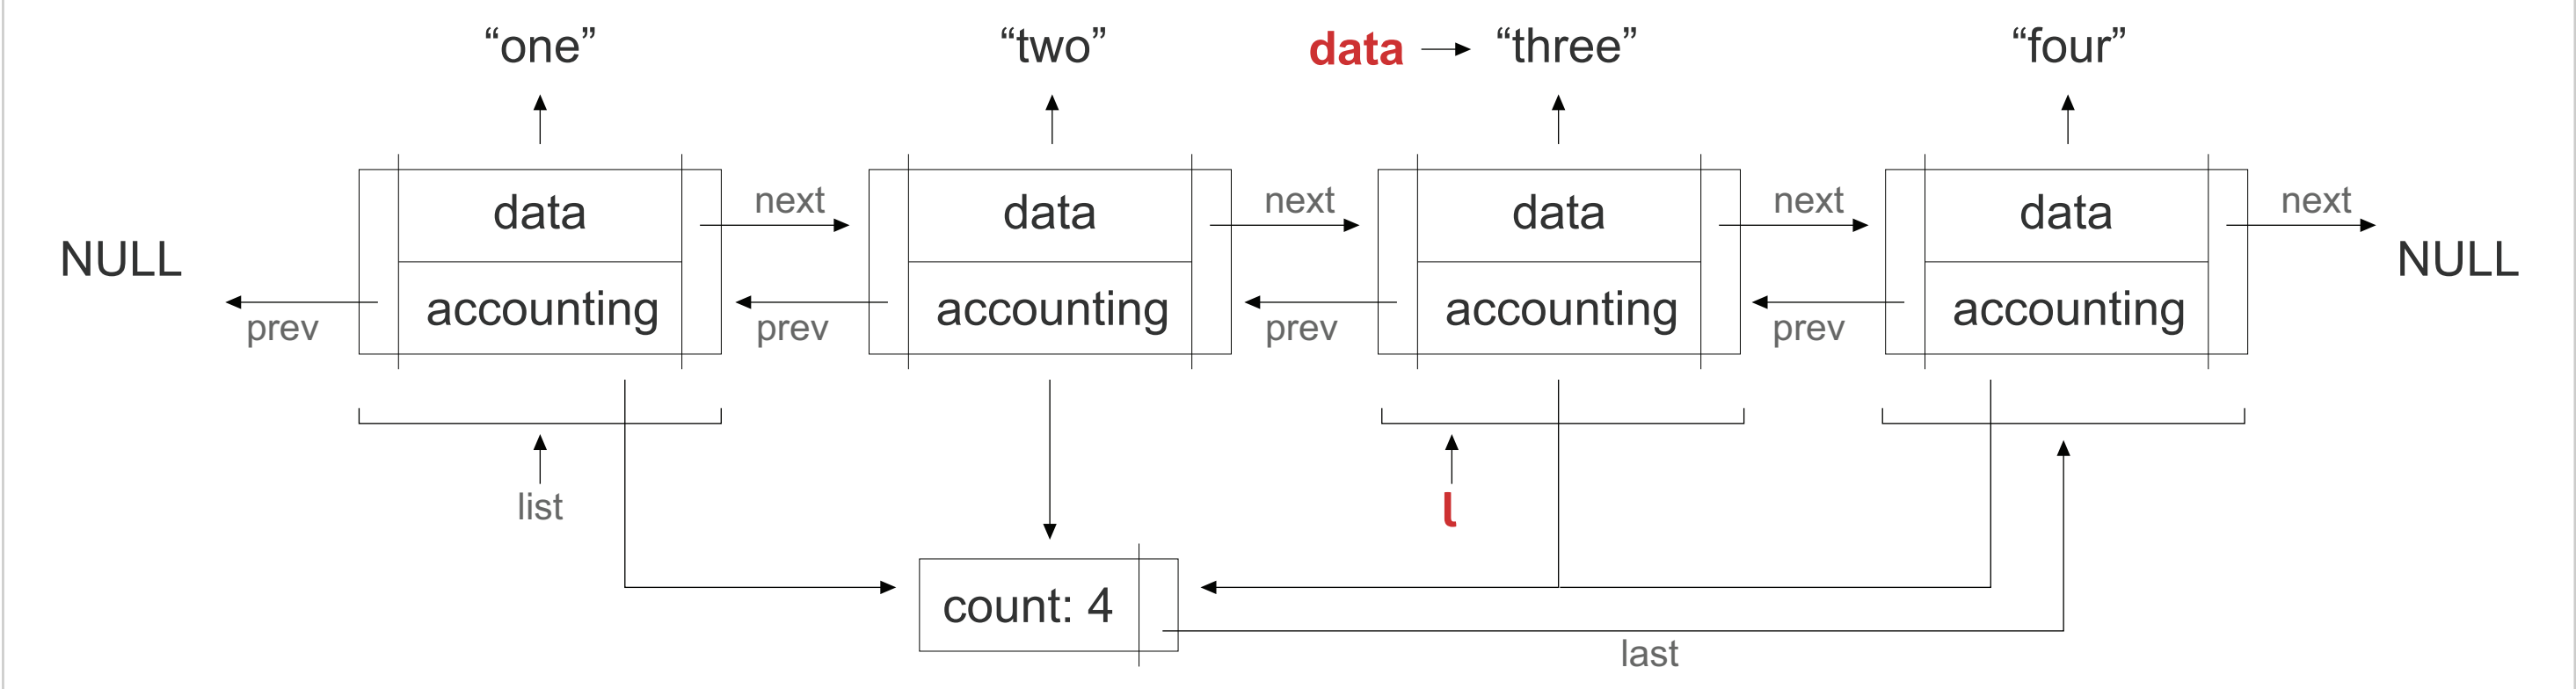 “one” “two” data “three” “four”
data next data next data next data next
NULL NULL
prev accounting prev accounting prev accounting prev accounting
list l
count: 4
last